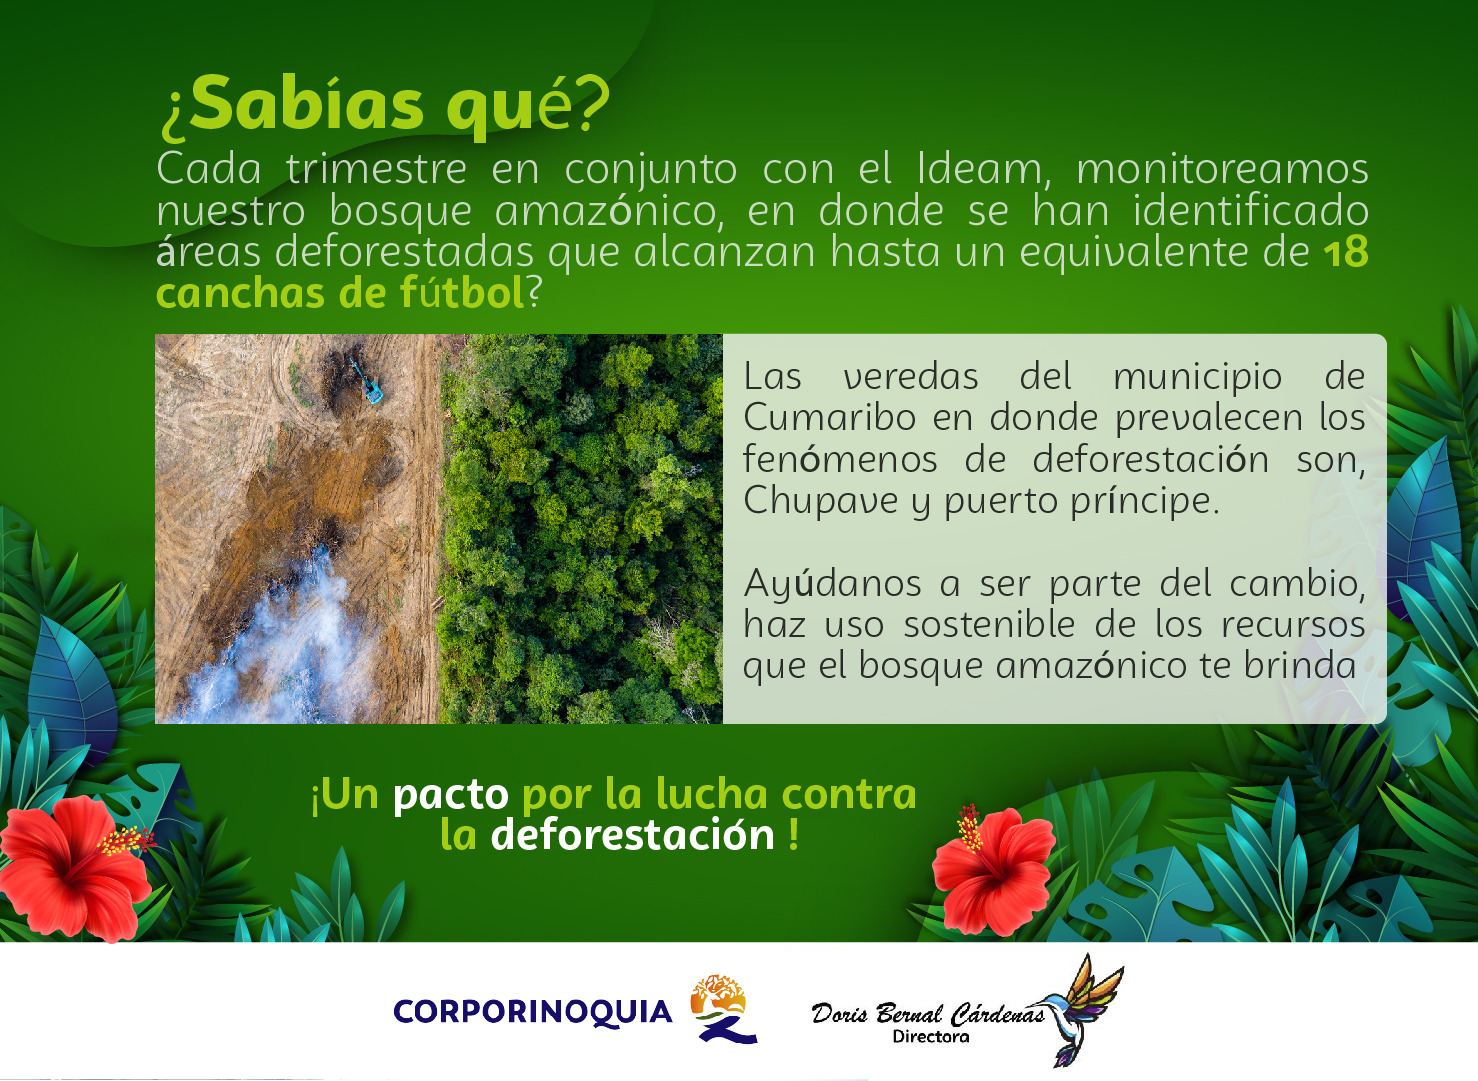 ¿Sabías qué?
Cada trimestre en conjunto con el Ideam, monitoreamos
nuestro bosque amazónico, en donde se han identificado
áreas deforestadas que alcanzan hasta un equivalente de 18
canchas de fútbol?
Las veredas del municipio de
Cumaribo en donde prevalecen los
fenómenos de deforestación son,
Chupave y puerto príncipe.
Ayúdanos a ser parte del cambio,
haz uso sostenible de los recursos
que el bosque amazónico te brinda
¡Un pacto por la lucha contra
la deforestación !
CORPORINOQUIA
Doris Bernal Cárdenas
Directora